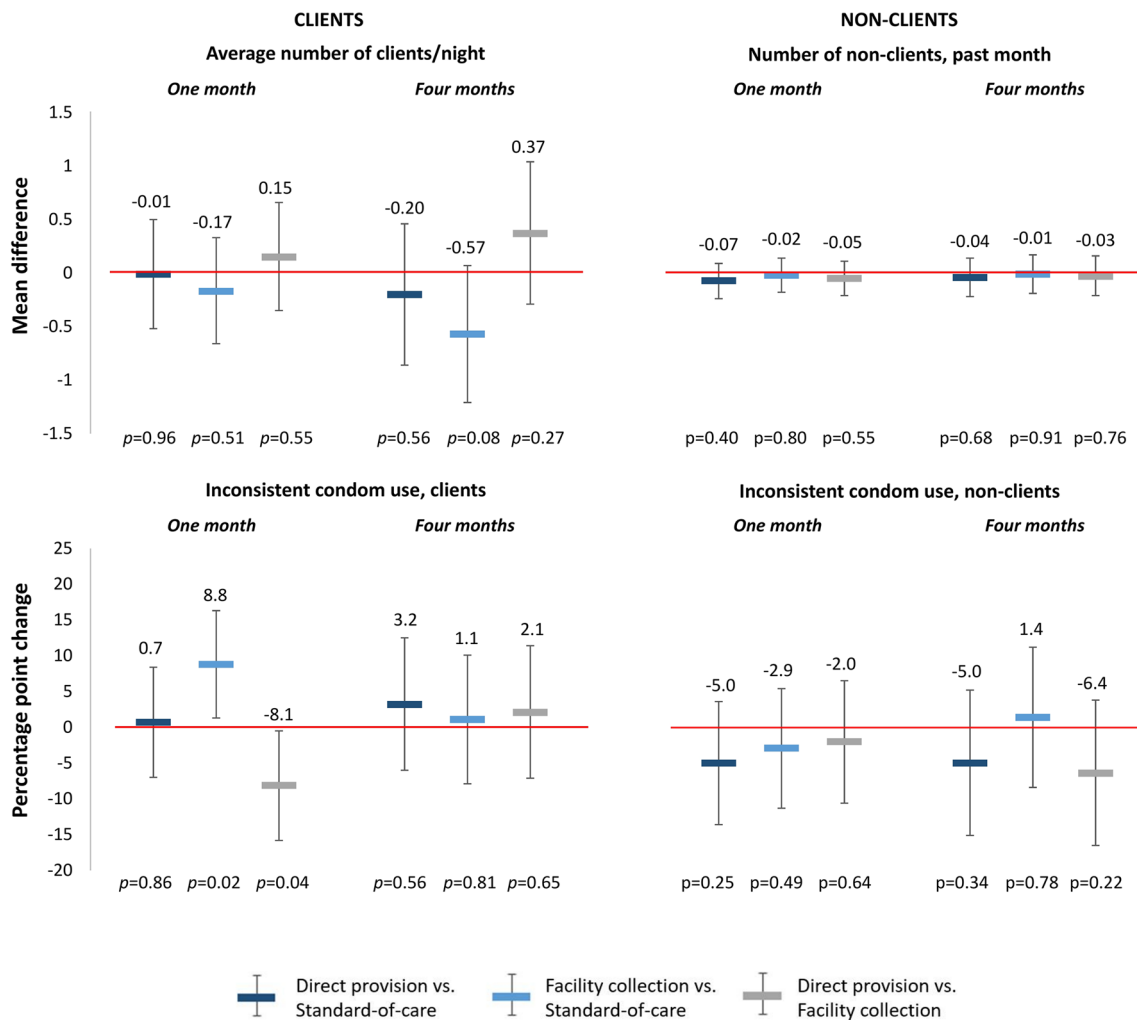 CLIENTS
NON-CLIENTS
Average number of clients/night
Number of non-clients, past month
One month
Four months
One month
Four months
Mean difference
1.5
1
0.5
0
-0.5
-1
-1.5
-0.01
-0.17
0.15
-0.20
-0.57
0.37
-0.07
-0.02
-0.05
-0.04
-0.01
-0.03
p=0.96
p=0.51
p=0.55
p=0.56
p=0.08
p=0.27
p=0.40
p=0.80
p=0.55
p=0.68
p=0.91
p=0.76
Inconsistent condom use, clients
Inconsistent condom use, non-clients
One month
Four months
One month
Four months
Percentage point change
25
20
15
10
5
0
-5
-10
-15
-20
0.7
8.8
-8.1
3.2
1.1
2.1
-5.0
-2.9
-2.0
-5.0
1.4
-6.4
p=0.86
p=0.02
p=0.04
p=0.56
p=0.81
p=0.65
p=0.25
p=0.49
p=0.64
p=0.34
p=0.78
p=0.22
Direct provision vs.
Standard-of-care
Facility collection vs.
Standard-of-care
Direct provision vs.
Facility collection